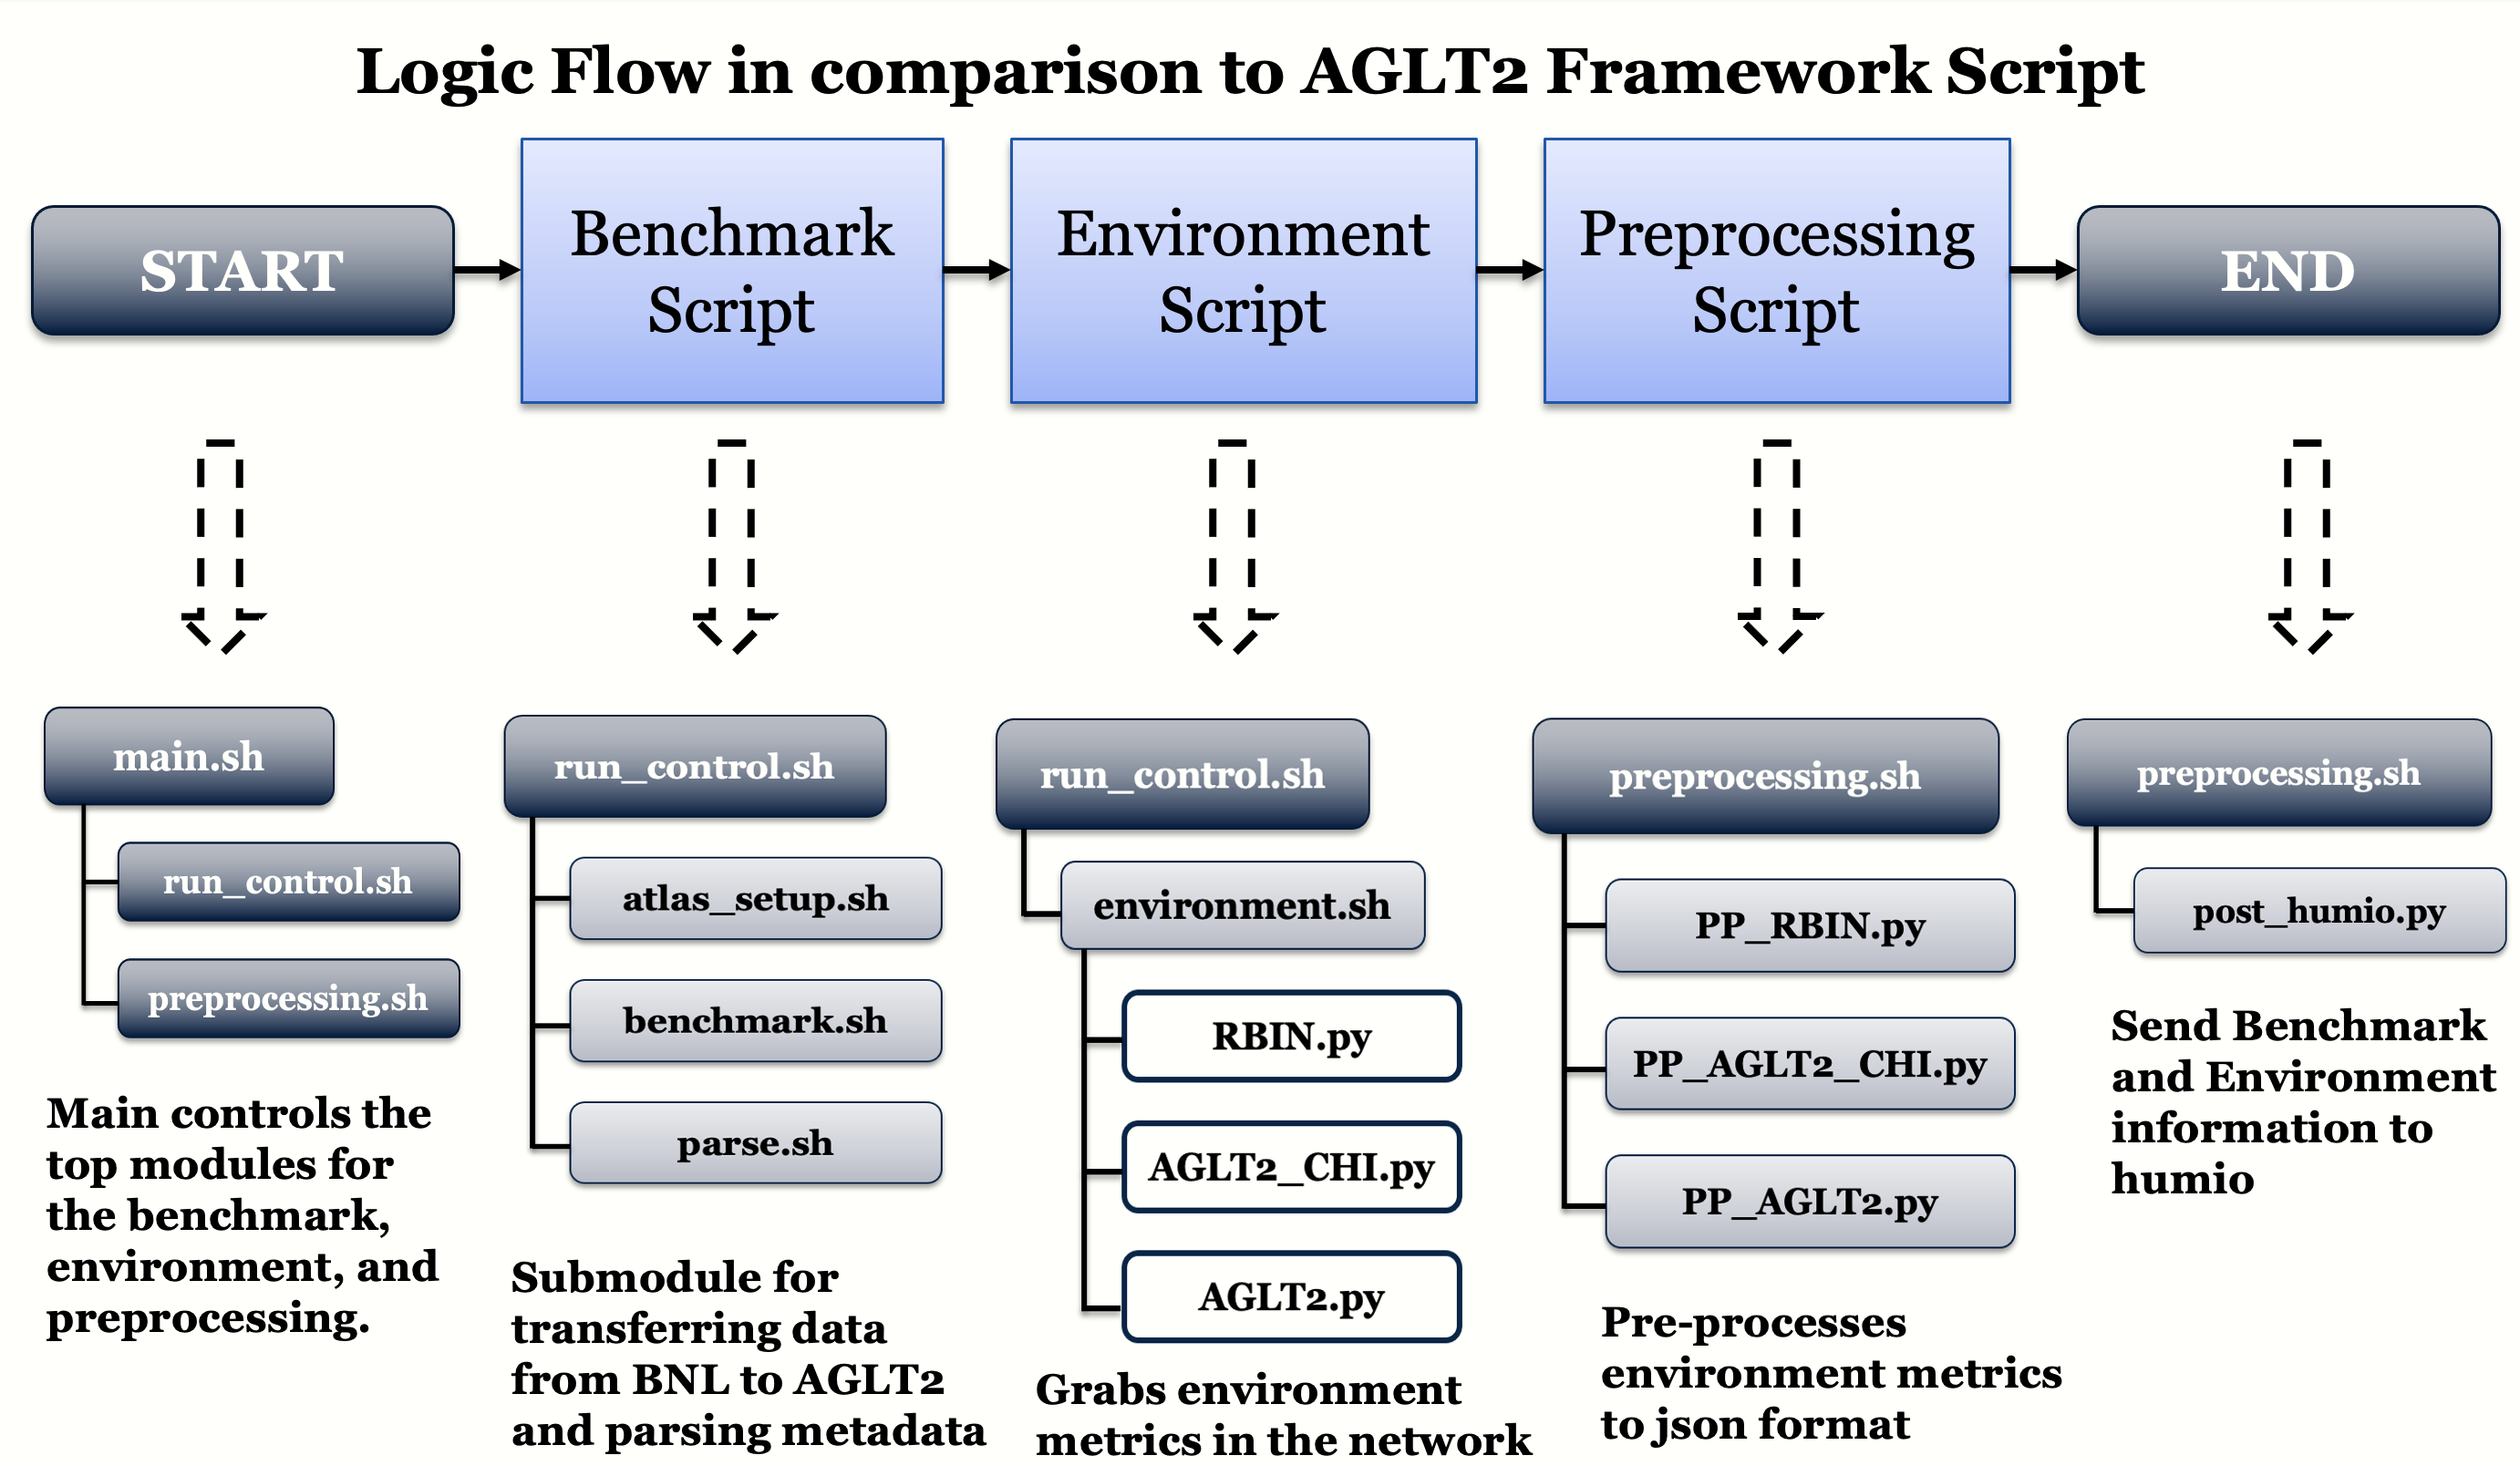 Logic Flow in comparison to AGLT2 Framework Script
START
Benchmark
Script
Environment
Script
Preprocessing
Script
END
main.sh
run_control.sh
preprocessing.sh
Main controls the
top modules for
the benchmark,
environment, and
preprocessing.
run_control.sh
atlas_setup.sh
benchmark.sh
parse.sh
Submodule for
transferring data
from BNL to AGLT2
and parsing metadata
run_control.sh
environment.sh
RBIN.py
AGLT2_CHI.py
AGLT2.py
Grabs environment
metrics in the network
preprocessing.sh
PP_RBIN.py
PP_AGLT2_CHI.py
PP_AGLT2.py
Pre-processes
environment metrics
to json format
preprocessing.sh
post_humio.py
Send Benchmark
and Environment
information to
humio